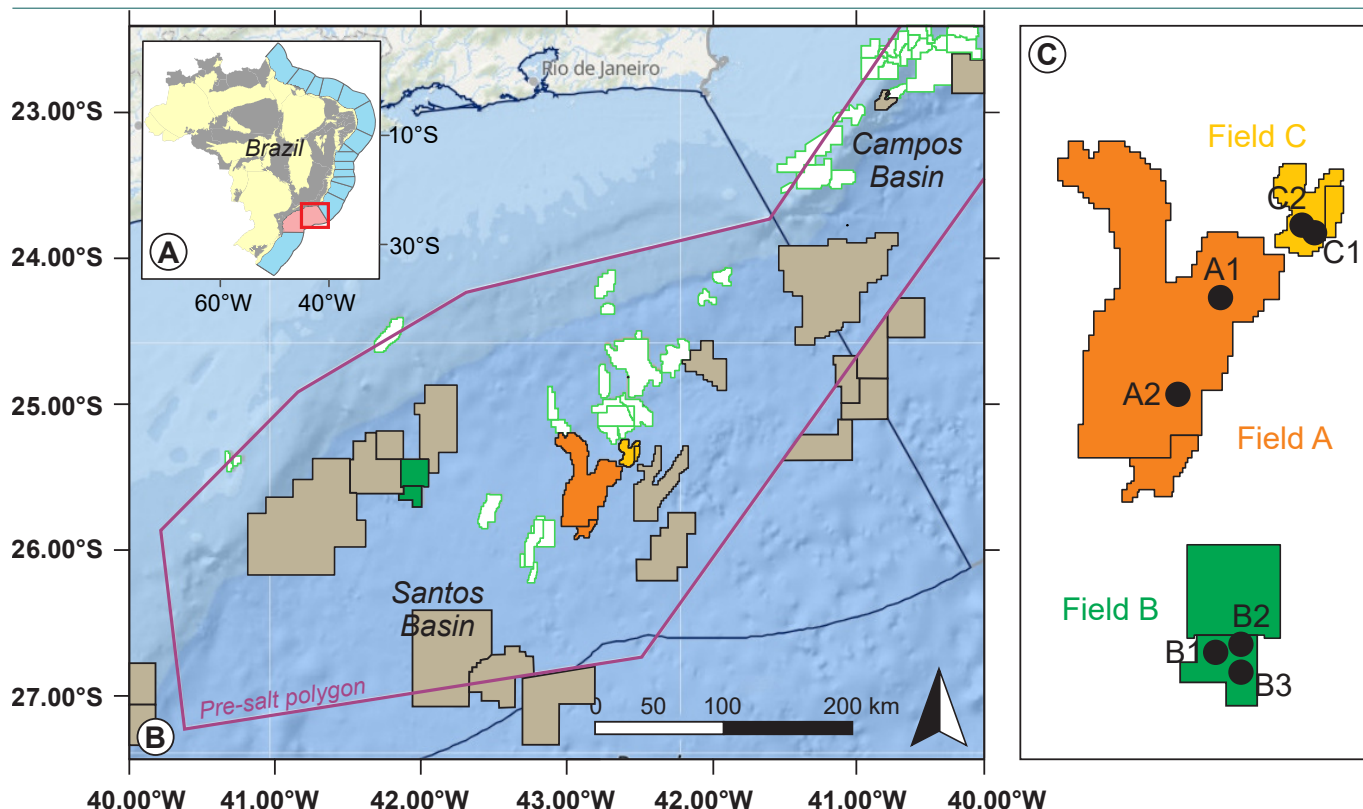 Brazil
10°S
30°S
60°W
40°W
A
Rio de Janeiro
Campos
Basin
23.00°S
24.00°S
25.00°S
26.00°S
27.00°S
Santos
Basin
Pre-salt polygon
B
0
50
100
200 km
40.00°W
41.00°W
42.00°W
43.00°W
42.00°W
41.00°W
40.00°W
C
Field C
C2
C1
A1
A2
Field A
Field B
B2
B1
B3